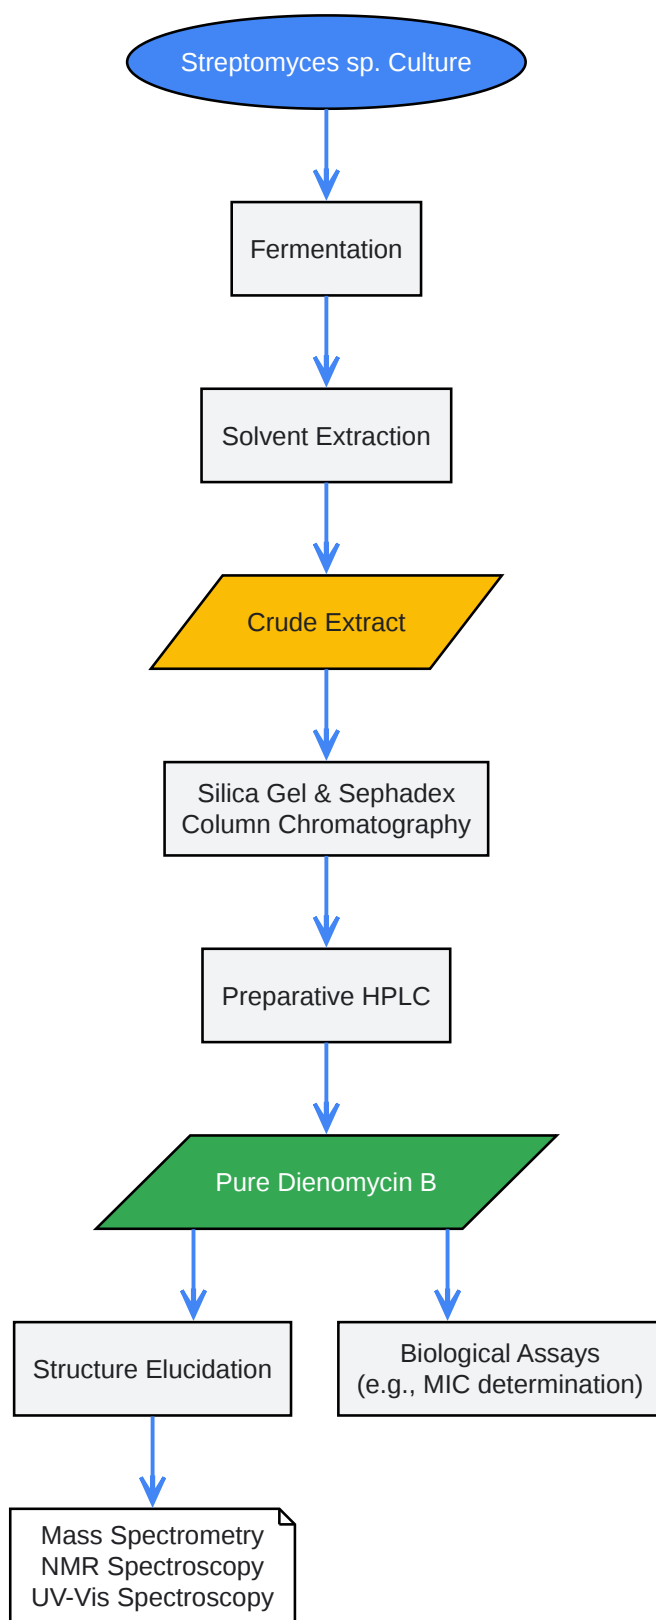 Streptomyces sp. Culture
Fermentation
Solvent Extraction
Crude Extract
Silica Gel & Sephadex
Column Chromatography
Preparative HPLC
Pure Dienomycin B
Structure Elucidation
Biological Assays
(e.g., MIC determination)
Mass Spectrometry
NMR Spectroscopy
UV-Vis Spectroscopy